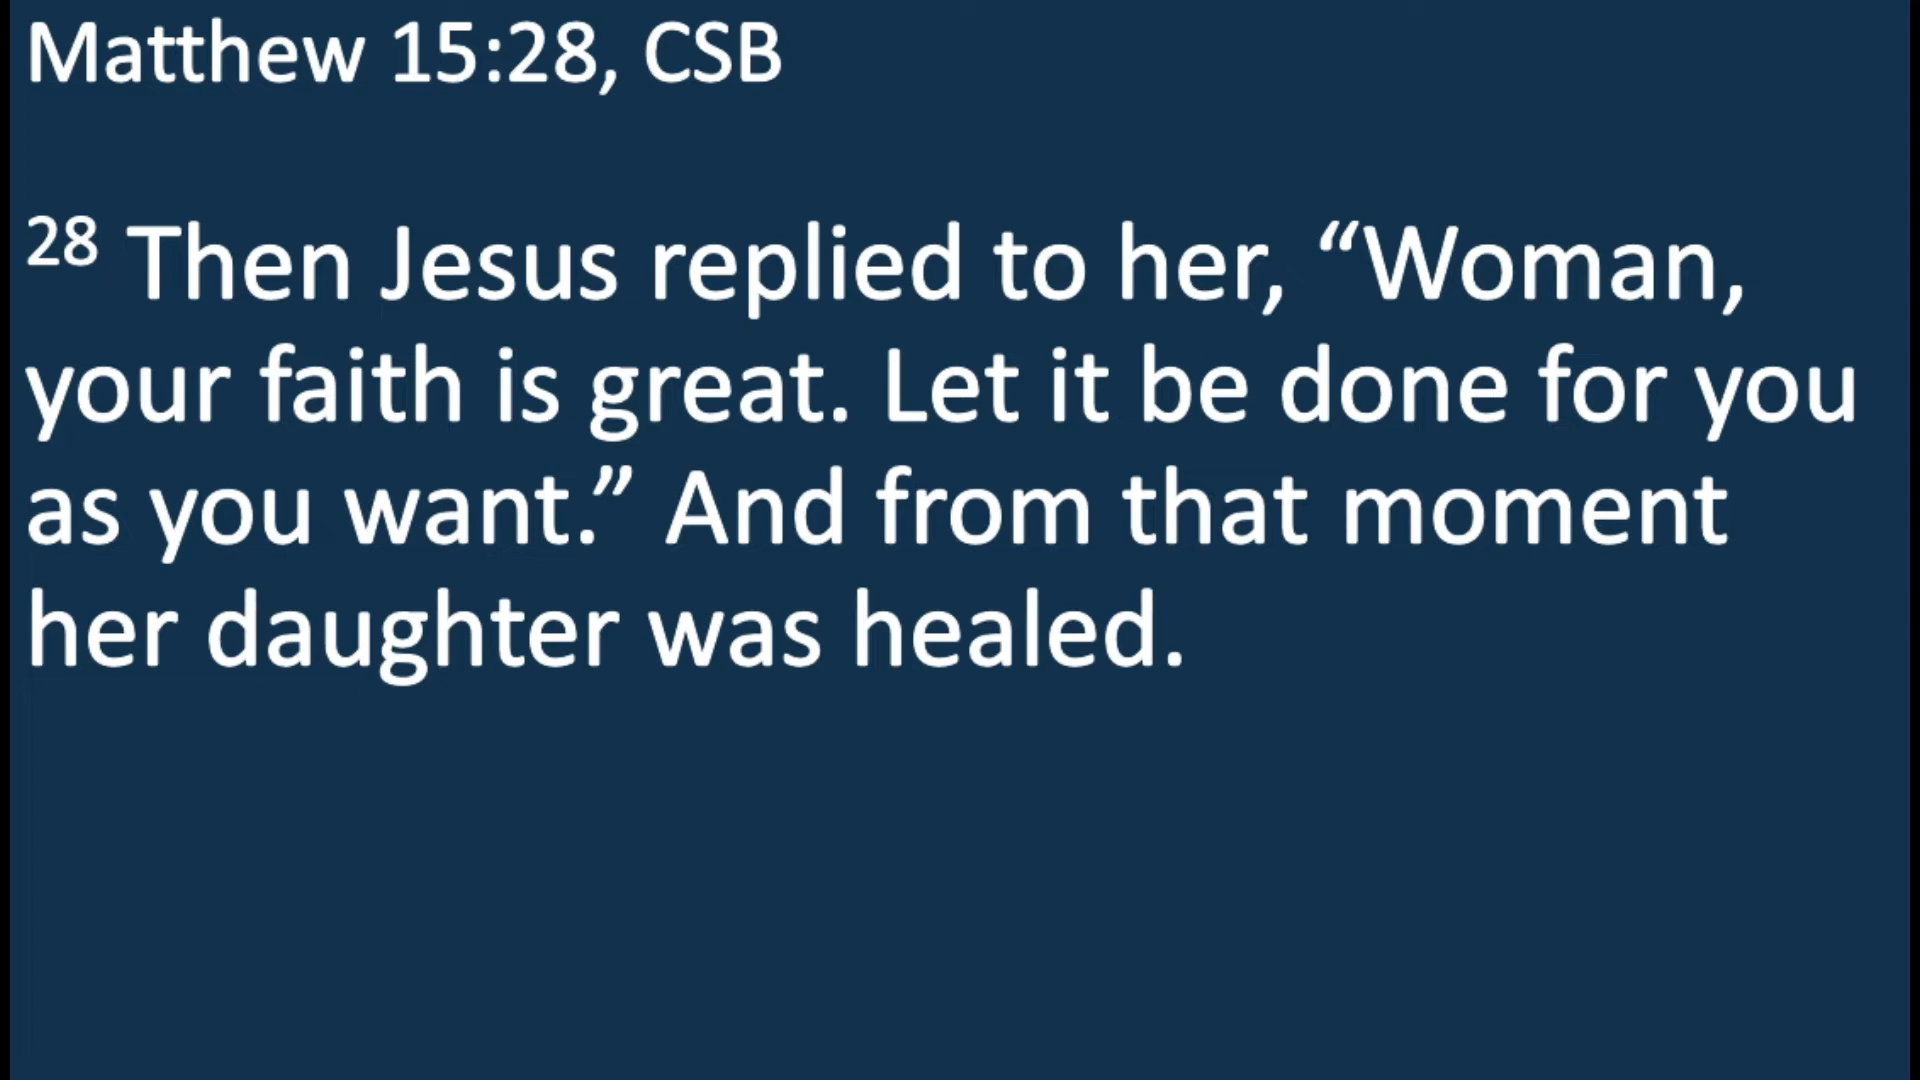 Matthew 15:28, CSB
28 Then Jesus replied to her, “Woman,
your faith is great. Let it be done for you
as you want.” And from that moment
her daughter was healed.